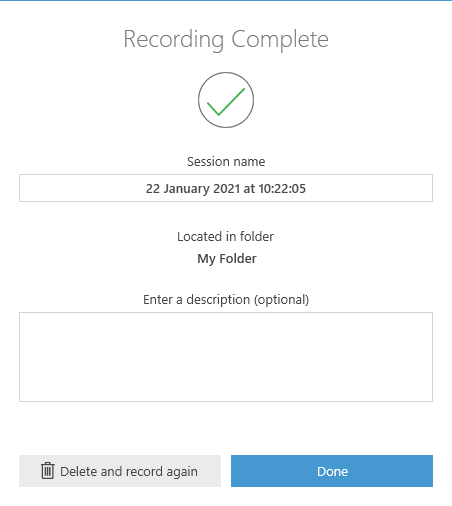 Recording Complete
Session name
22 January 2021 at 10:22:05
Located in folder
My Folder
Enter a description (optional)
Delete and record again
Done